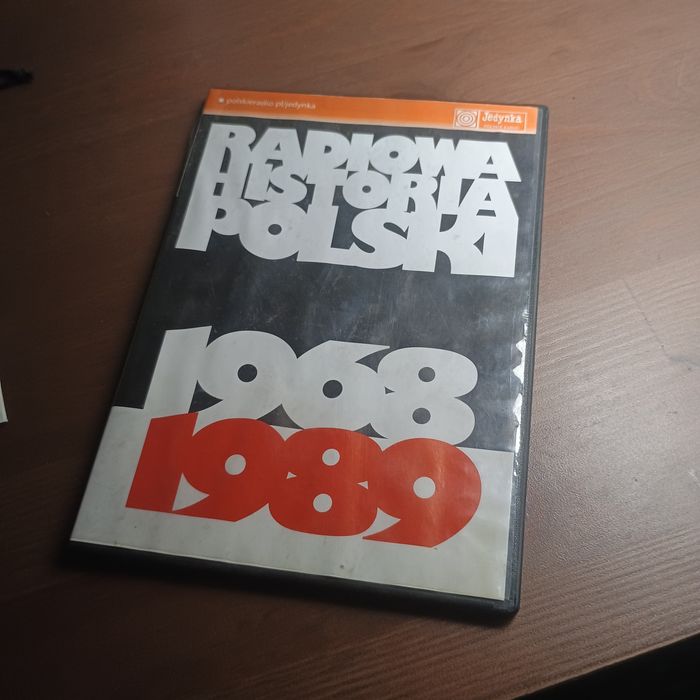 polskieradio.pl/jedynka
Jedynka
RADIOWA
HISTORIA
POLSKI
1968
1989